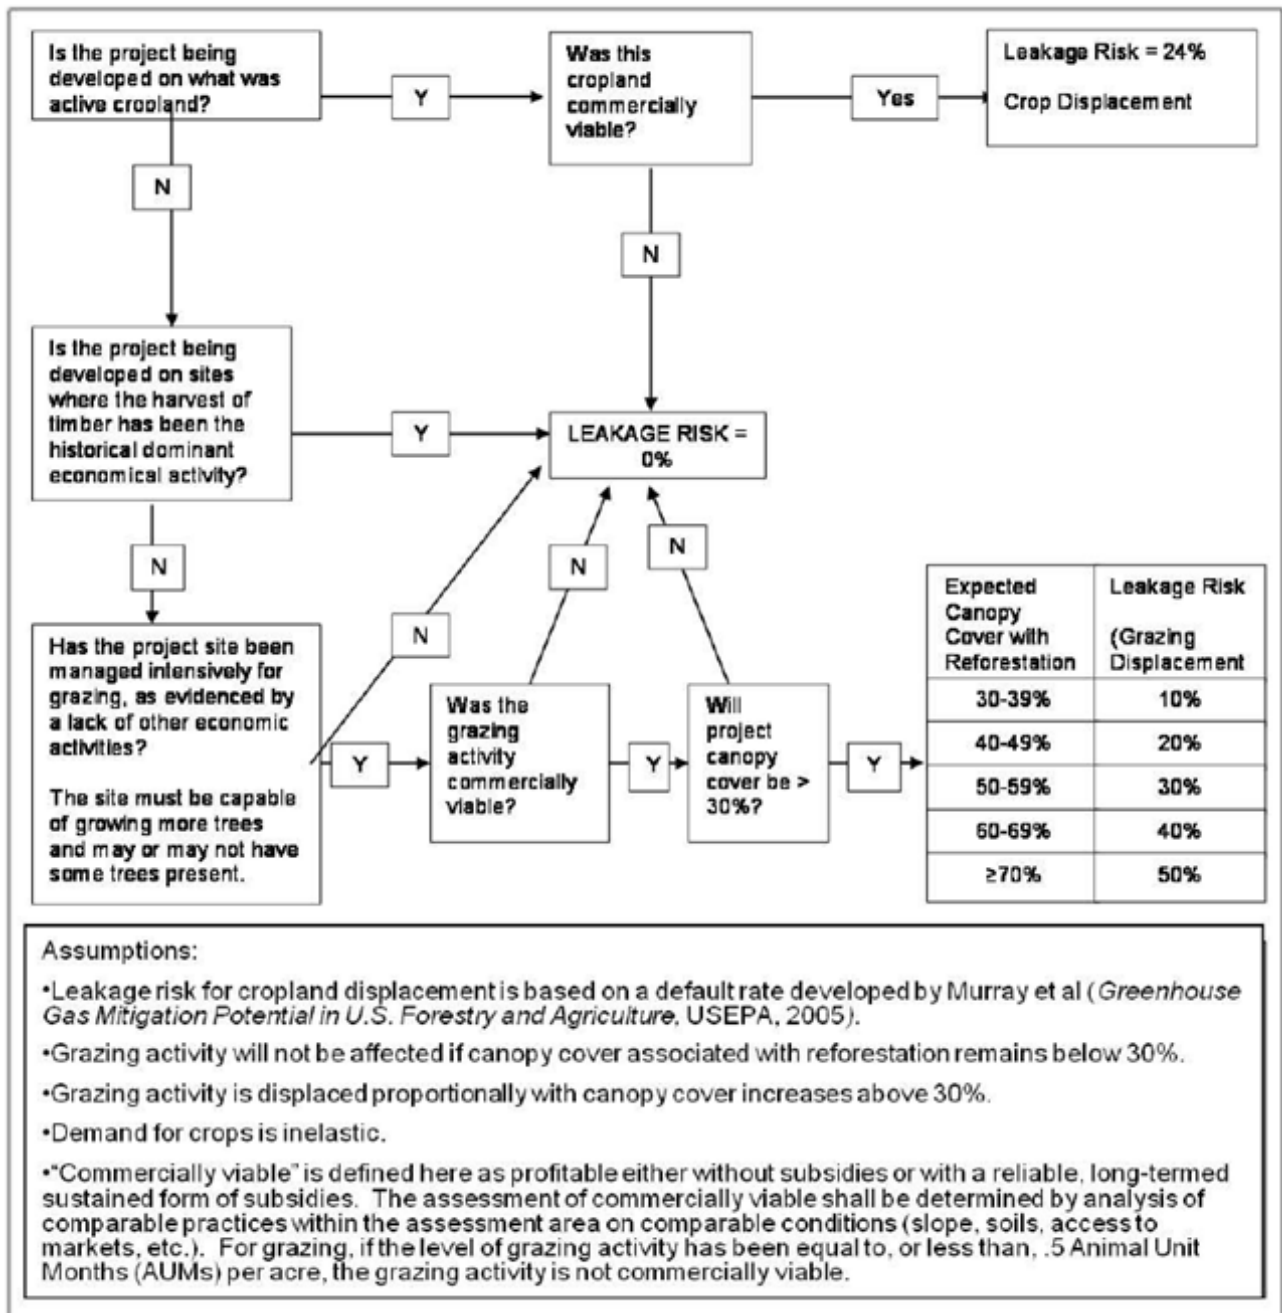 Is the project being
developed on what was
active cropland?
Y
Was this
cropland
commercially
viable?
Yes
Leakage Risk = 24%
Crop Displacement
N
N
Is the project being
developed on sites
where the harvest of
timber has been the
historical dominant
economical activity?
Y
LEAKAGE RISK =
0%
N
N
N
N
Has the project site been
managed intensively for
grazing, as evidenced by
a lack of other economic
activities?
The site must be capable
of growing more trees
and may or may not have
some trees present.
Y
Was the
grazing
activity
commercially
viable?
Y
Will
project
canopy
cover be >
30%?
Y
Expected
Canopy
Cover with
Reforestation
Leakage Risk
(Grazing
Displacement
30-39% 10%
40-49% 20%
50-59% 30%
60-69% 40%
≥70% 50%
Assumptions:
•Leakage risk for cropland displacement is based on a default rate developed by Murray et al (Greenhouse
Gas Mitigation Potential in U.S. Forestry and Agriculture, USEPA, 2005).
•Grazing activity will not be affected if canopy cover associated with reforestation remains below 30%.
•Grazing activity is displaced proportionally with canopy cover increases above 30%.
•Demand for crops is inelastic.
•"Commercially viable" is defined here as profitable either without subsidies or with a reliable, long-termed
sustained form of subsidies. The assessment of commercially viable shall be determined by analysis of
comparable practices within the assessment area on comparable conditions (slope, soils, access to
markets, etc.). For grazing, if the level of grazing activity has been equal to, or less than, .5 Animal Unit
Months (AUMs) per acre, the grazing activity is not commercially viable.